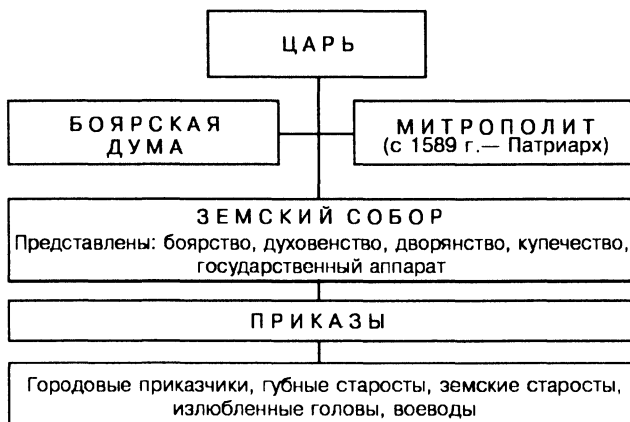 ЦАРЬ
БОЯРСКАЯ
ДУМА
МИТРОПОЛИТ
(с 1589 г.— Патриарх)
ЗЕМСКИЙ СОБОР
Представлены: боярство, духовенство, дворянство, купечество,
государственный аппарат
ПРИКАЗЫ
Городовые приказчики, губные старосты, земские старосты,
излюбленные головы, воеводы